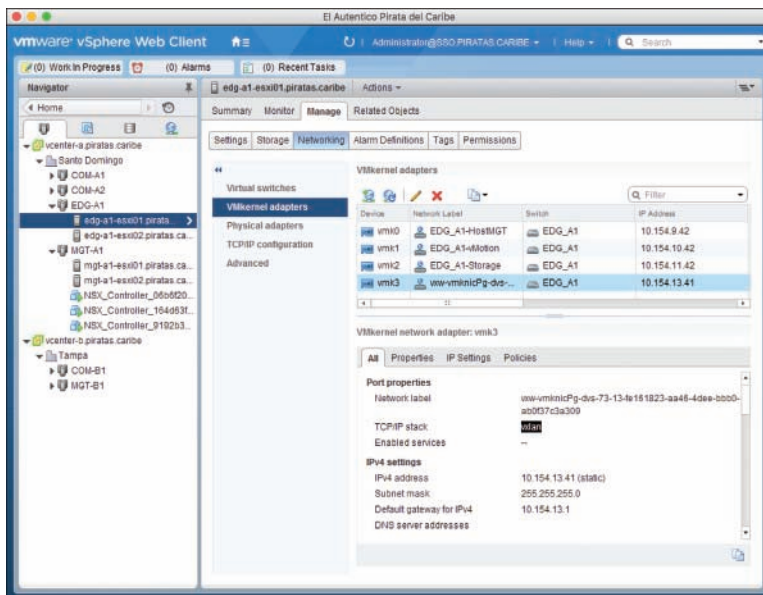 El Autentico Pirata del Caribe
vmware® vSphere Web Client
Administrator@SSO.PIRATAS.CARIBE
Help
Search
(0) Work In Progress (0) Alarms (0) Recent Tasks
Navigator
edg-a1-esxi01.piratas.caribe Actions
Home
Summary Monitor Manage Related Objects
Settings Storage Networking Alarm Definitions Tags Permissions
vcenter-a.piratas.caribe
Santo Domingo
COM-A1
COM-A2
EDG-A1
edg-a1-esxi01.pirata...
edg-a1-esxi02.piratas.ca...
MGT-A1
mgt-a1-esxi01.piratas.ca...
mgt-a1-esxi02.piratas.ca...
NSX_Controller_06b6f20...
NSX_Controller_164d63f...
NSX_Controller_9192b3...
vcenter-b.piratas.caribe
Tampa
COM-B1
MGT-B1
Virtual switches
VMkernel adapters
Physical adapters
TCP/IP configuration
Advanced
VMkernel adapters
Filter
Device Network Label Switch IP Address
vmk0 EDG_A1-HostMGT EDG_A1 10.154.9.42
vmk1 EDG_A1-vMotion EDG_A1 10.154.10.42
vmk2 EDG_A1-Storage EDG_A1 10.154.11.42
vmk3 vxw-vmknicPg-dvs-... EDG_A1 10.154.13.41
VMkernel network adapter: vmk3
All Properties IP Settings Policies
Port properties
Network label vxw-vmknicPg-dvs-73-13-fe161823-aa46-4dee-bbb0-
ab0f37c3a309
TCP/IP stack vxlan
Enabled services --
IPv4 settings
IPv4 address 10.154.13.41 (static)
Subnet mask 255.255.255.0
Default gateway for IPv4 10.154.13.1
DNS server addresses